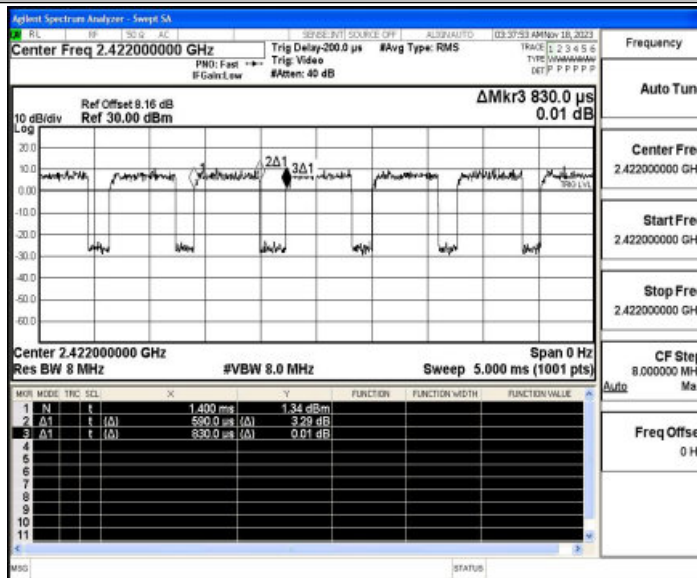 Agilent Spectrum Analyzer - Swept SA
RL RF 50 Ω AC SENSE:INT SOURCE OFF ALIGNAUTO 03:37:53 AM Nov 18, 2023
Center Freq 2.422000000 GHz
PNO: Fast
IFGain:Low
Trig Delay-200.0 µs
Trig: Video
#Atten: 40 dB
#Avg Type: RMS
TRACE 1 2 3 4 5 6
TYPE WWWWWW
DET P P P P P P
Frequency
Auto Tun
Center Fre
2.422000000 GH
Start Fre
2.422000000 GH
Stop Fre
2.422000000 GH
CF Ste
8.000000 MH
Auto Ma
Freq Offse
0 H
ΔMkr3 830.0 µs
0.01 dB
Ref Offset 8.16 dB
10 dB/div Ref 30.00 dBm
Log
20.0
10.0
0.00
-10.0
-20.0
-30.0
-40.0
-50.0
-60.0
1
2Δ1
3Δ1
TRIG LVL
Center 2.422000000 GHz Span 0 Hz
Res BW 8 MHz #VBW 8.0 MHz Sweep 5.000 ms (1001 pts)
MKR MODE TRC SCL X Y FUNCTION FUNCTION WIDTH FUNCTION VALUE
1 N t 1.400 ms 1.34 dBm
2 Δ1 t (Δ) 590.0 µs (Δ) 3.29 dB
3 Δ1 t (Δ) 830.0 µs (Δ) 0.01 dB
4
5
6
7
8
9
10
11
MSG STATUS